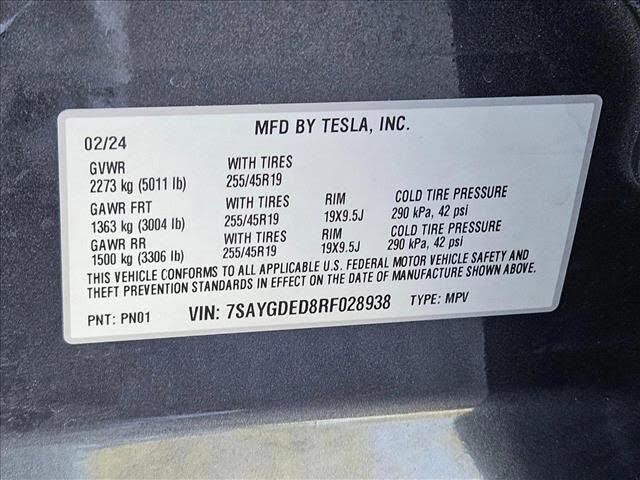 MFD BY TESLA, INC.
02/24
GVWR WITH TIRES
2273 kg (5011 lb) 255/45R19
GAWR FRT WITH TIRES RIM COLD TIRE PRESSURE
1363 kg (3004 lb) 255/45R19 19X9.5J 290 kPa, 42 psi
GAWR RR WITH TIRES RIM COLD TIRE PRESSURE
1500 kg (3306 lb) 255/45R19 19X9.5J 290 kPa, 42 psi
THIS VEHICLE CONFORMS TO ALL APPLICABLE U.S. FEDERAL MOTOR VEHICLE SAFETY AND
THEFT PREVENTION STANDARDS IN EFFECT ON THE DATE OF MANUFACTURE SHOWN ABOVE.
PNT: PN01 VIN: 7SAYGDED8RF028938 TYPE: MPV